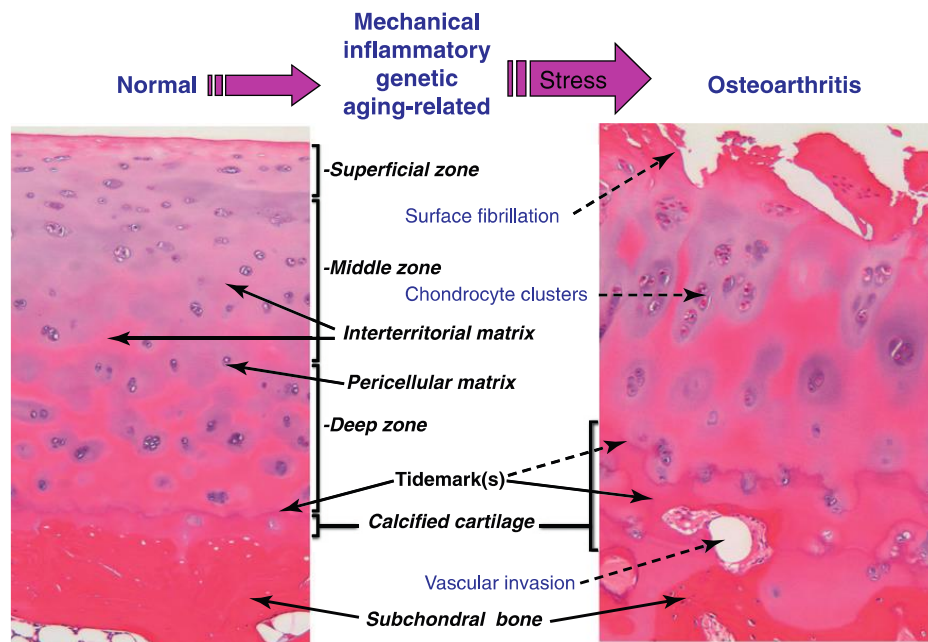 Normal
Mechanical
inflammatory
genetic
aging-related
Stress
Osteoarthritis
-Superficial zone
Surface fibrillation
-Middle zone
Chondrocyte clusters
Interterritorial matrix
Pericellular matrix
-Deep zone
Tidemark(s)
Calcified cartilage
Vascular invasion
Subchondral bone